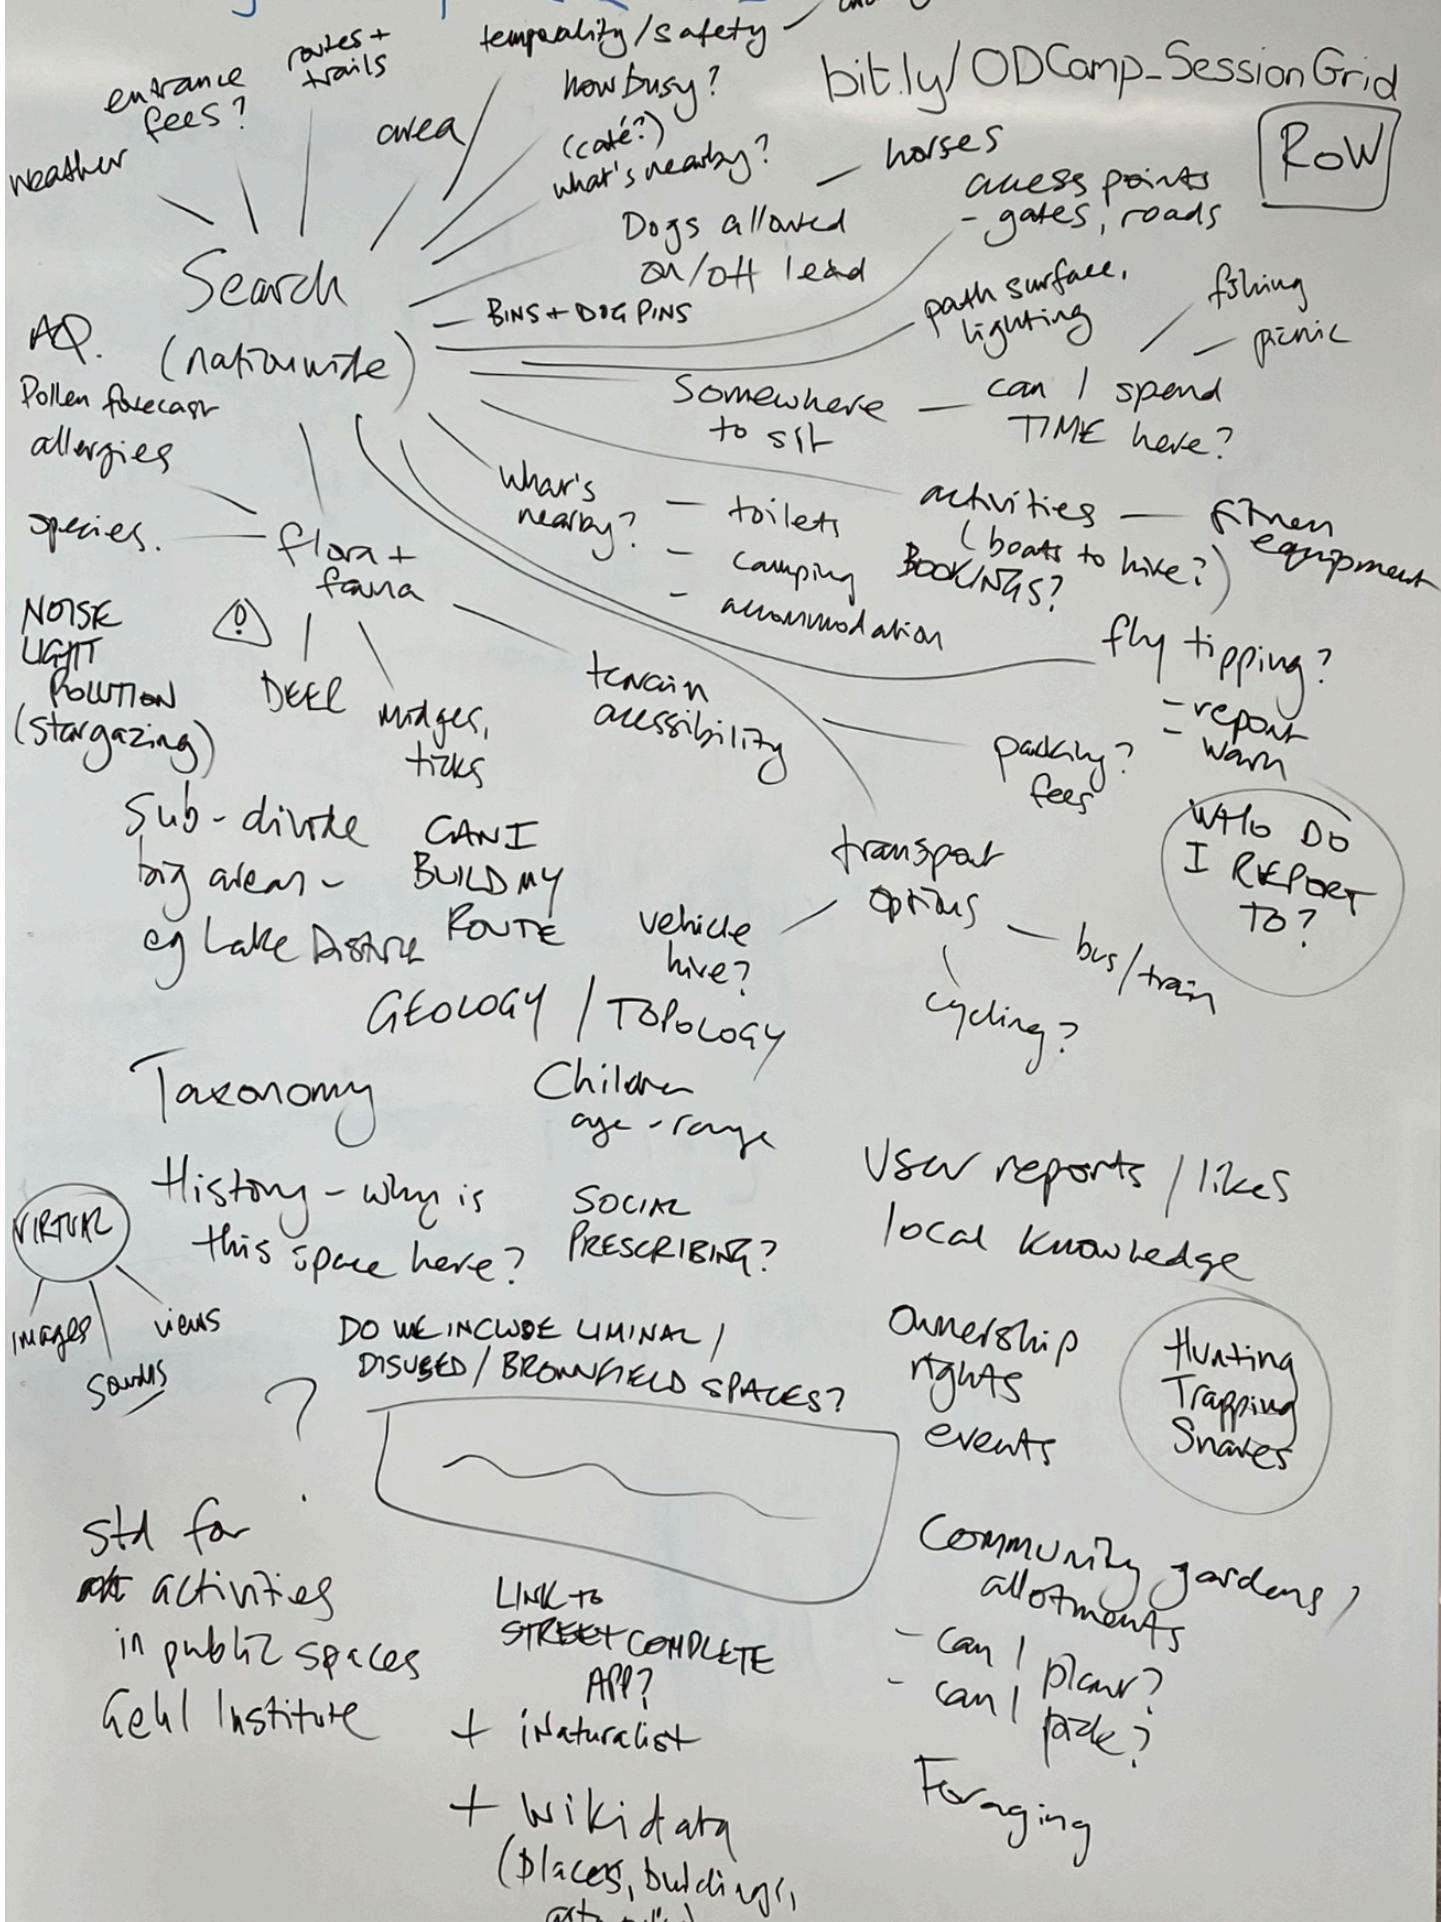 temporality/safety
routes +
trails
entrance
fees?
weather
area
how busy?
(café?)
what's nearby?
bit.ly/ODCamp_SessionGrid
RoW
horses
access points
- gates, roads
Dogs allowed
on/off lead
Search
(nationwide)
BINS + DOG PINS
path surface,
lighting
fishing
picnic
AQ.
Pollen forecast
allergies
Somewhere
to sit
can I spend
TIME here?
what's
nearby?
- toilets
- camping
- accommodation
activities
(boats to hire?)
BOOKINGS?
fitness
equipment
species.
flora +
fauna
NOISE
LIGHT
POLUTION
(stargazing)
!
DEER
midges,
ticks
terrain
acessibility
fly tipping?
- report
- warn
parking?
fees
WHO DO
I REPORT
TO?
Sub-divide
big areas -
eg Lake District
CAN I
BUILD MY
ROUTE
transport
options
vehicle
hire?
bus/train
cycling?
GEOLOGY / TOPOLOGY
Taxonomy
Children
age-range
History - why is
this space here?
SOCIAL
PRESCRIBING?
User reports / likes
local knowledge
VIRTUAL
images
sounds
views
DO WE INCLUDE LIMINAL /
DISUSED / BROWNFIELD SPACES?
?
Ownership
rights
events
Hunting
Trapping
Snares
std for
activities
in public spaces
Gehl Institute
LINK TO
STREETCOMPLETE
APP?
+ iNaturalist
+ Wikidata
(places, buildings,
Community gardens,
allotments
- can I plant?
- can I pick?
Foraging